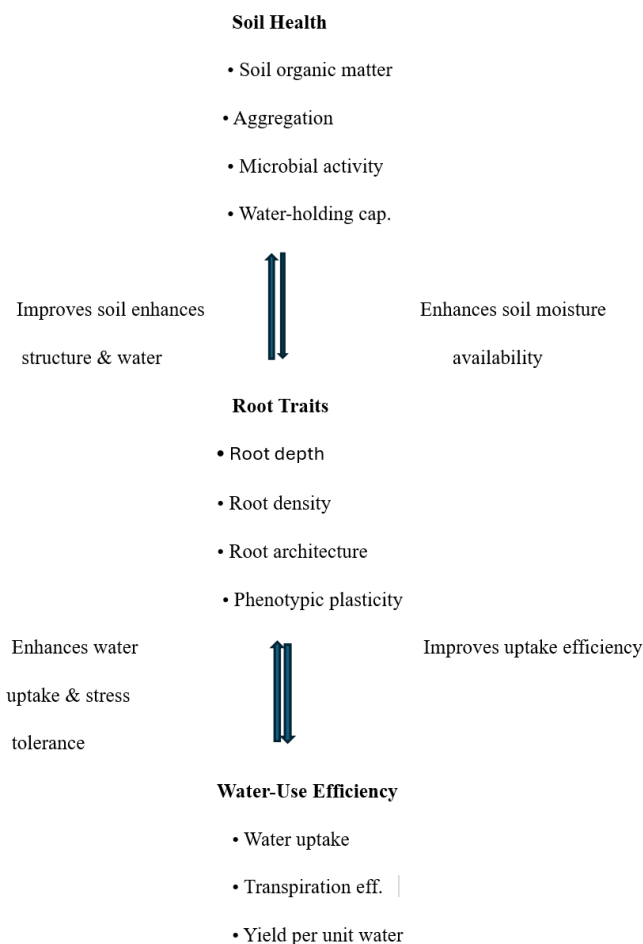 Soil Health
• Soil organic matter
• Aggregation
• Microbial activity
• Water-holding cap.
Improves soil enhances
structure & water
Enhances soil moisture
availability
Root Traits
• Root depth
• Root density
• Root architecture
• Phenotypic plasticity
Enhances water
uptake & stress
tolerance
Improves uptake efficiency
Water-Use Efficiency
• Water uptake
• Transpiration eff.
• Yield per unit water